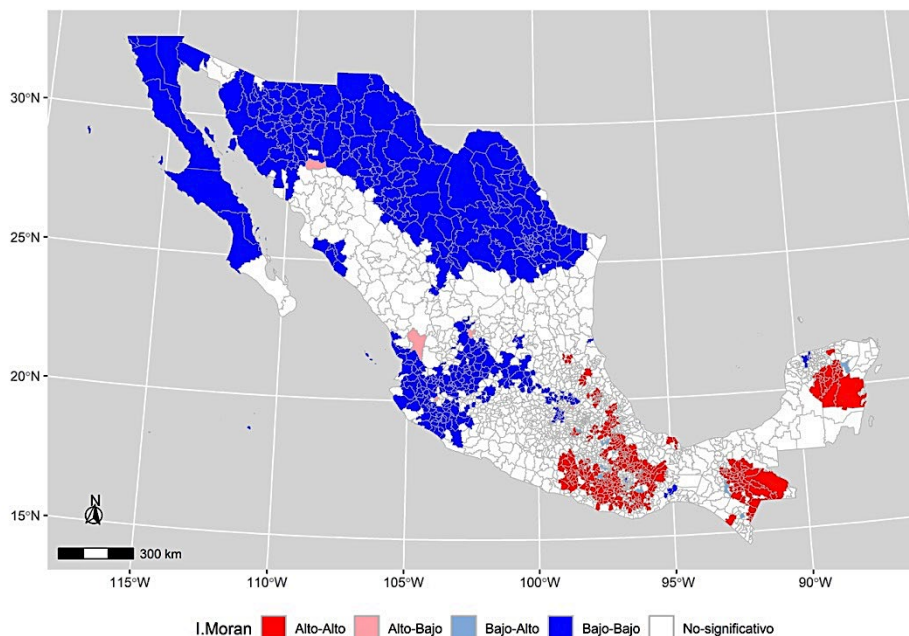 30°N
25°N
20°N
15°N
N
300 km
115°W 110°W 105°W 100°W 95°W 90°W
I.Moran Alto-Alto Alto-Bajo Bajo-Alto Bajo-Bajo No-significativo